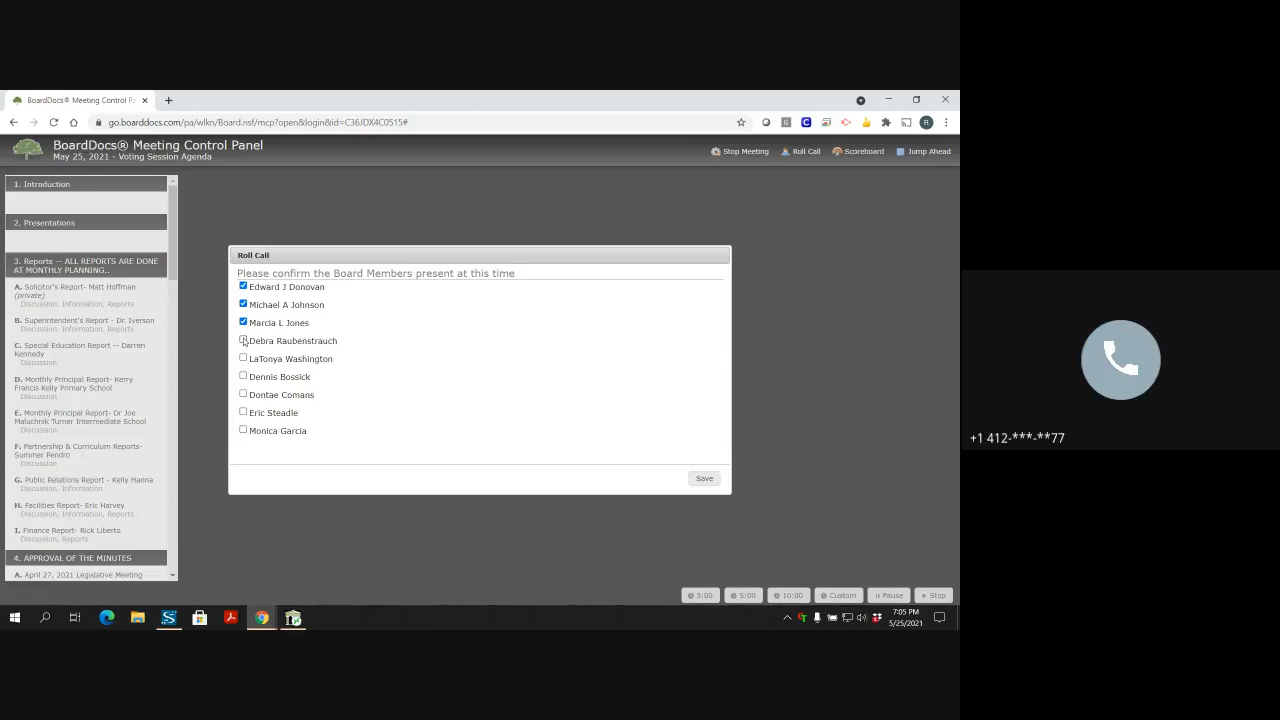 BoardDocs® Meeting Control Pa
go.boarddocs.com/pa/wlkn/Board.nsf/mcp?open&login&id=C36JDX4C0515#
BoardDocs® Meeting Control Panel
May 25, 2021 - Voting Session Agenda
Stop Meeting
Roll Call
Scoreboard
Jump Ahead
1. Introduction
2. Presentations
3. Reports -- ALL REPORTS ARE DONE
AT MONTHLY PLANNING..
A. Solicitor's Report- Matt Hoffman
(private)
Discussion, Information, Reports
B. Superintendent's Report - Dr. Iverson
Discussion, Information, Reports
C. Special Education Report -- Darren
Kennedy
Discussion
D. Monthly Principal Report- Kerry
Francis Kelly Primary School
Discussion
E. Monthly Principal Report- Dr Joe
Maluchnik Turner Intermediate School
Discussion
F. Partnership & Curriculum Reports-
Summer Pendro
Discussion
G. Public Relations Report - Kelly Hanna
Discussion, Information
H. Facilities Report- Eric Harvey
Discussion, Information, Reports
I. Finance Report- Rick Liberto
Discussion, Reports
4. APPROVAL OF THE MINUTES
A. April 27, 2021 Legislative Meeting
Roll Call
Please confirm the Board Members present at this time
Edward J Donovan
Michael A Johnson
Marcia L Jones
Debra Raubenstrauch
LaTonya Washington
Dennis Bossick
Dontae Comans
Eric Steadle
Monica Garcia
Save
3:00
5:00
10:00
Custom
Pause
Stop
7:05 PM
5/25/2021
+1 412-***-**77